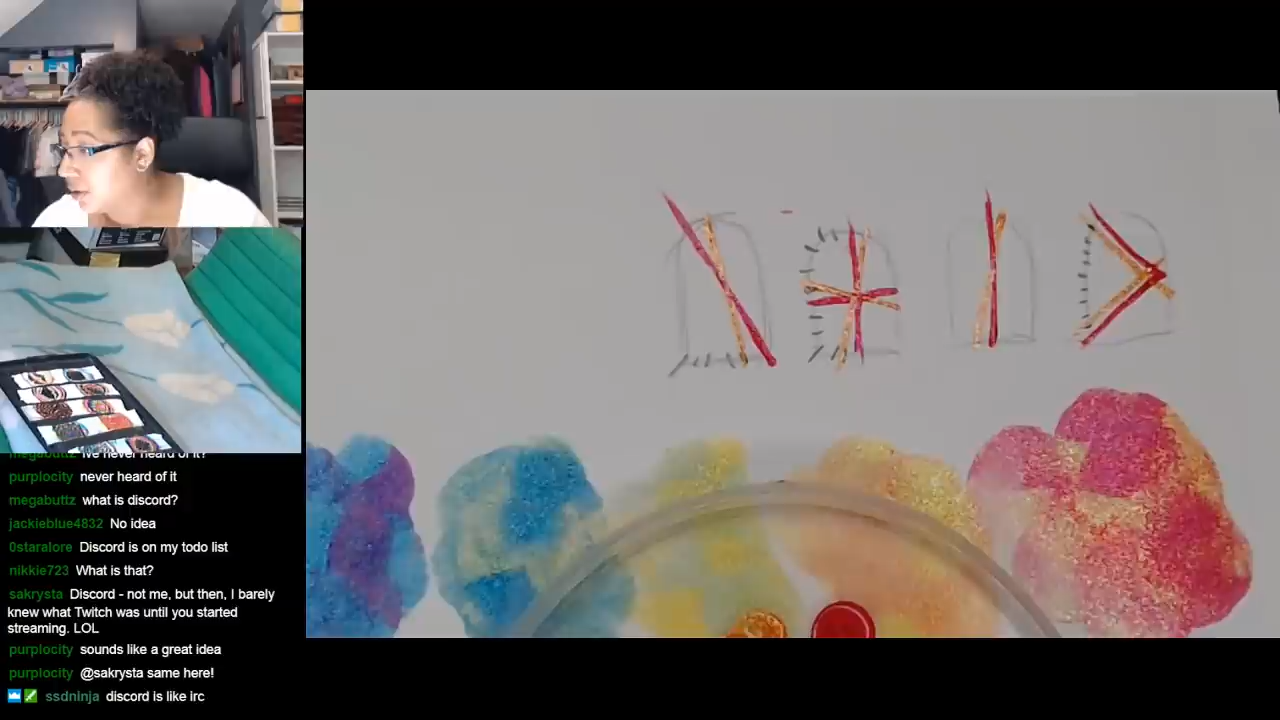 purplocity never heard of it
megabuttz what is discord?
jackieblue4832 No idea
0staralore Discord is on my todo list
nikkie723 What is that?
sakrysta Discord - not me, but then, I barely
knew what Twitch was until you started
streaming. LOL
purplocity sounds like a great idea
purplocity @sakrysta same here!
ssdninja discord is like irc